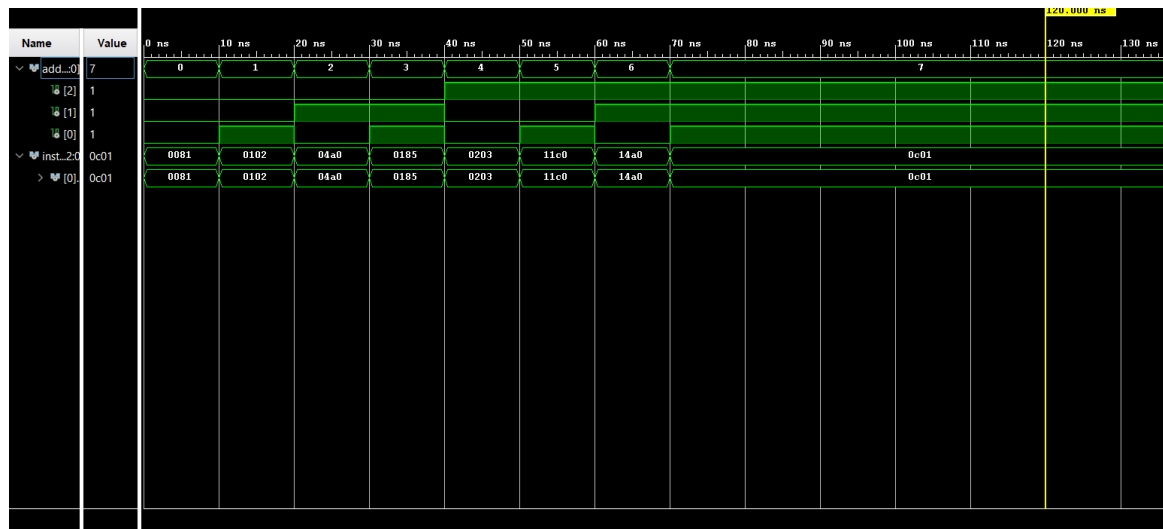 120.000 ns
Name Value 0 ns 10 ns 20 ns 30 ns 40 ns 50 ns 60 ns 70 ns 80 ns 90 ns 100 ns 110 ns 120 ns 130 ns
add...:0] 7 0 1 2 3 4 5 6 7
[2] 1
[1] 1
[0] 1
inst...2:0 0c01 0081 0102 04a0 0185 0203 11c0 14a0 0c01
[0]. 0c01 0081 0102 04a0 0185 0203 11c0 14a0 0c01